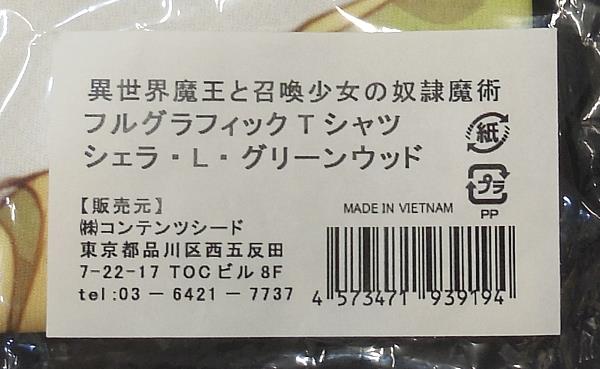 異世界魔王と召喚少女の奴隷魔術
フルグラフィックTシャツ
シェラ・L・グリーンウッド
紙
プラ
PP
MADE IN VIETNAM
【販売元】
㈱コンテンツシード
東京都品川区西五反田
7-22-17 TOCビル 8F
tel:03－6421－7737
4 573471 939194